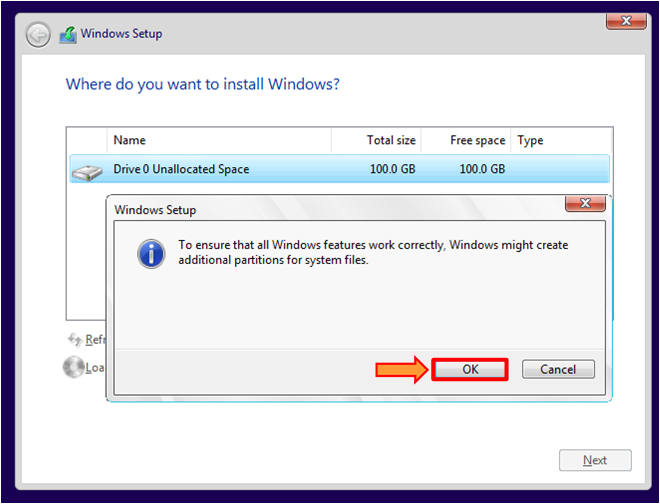 Windows Setup
Where do you want to install Windows?
Name Total size Free space Type
Drive 0 Unallocated Space 100.0 GB 100.0 GB
Windows Setup
To ensure that all Windows features work correctly, Windows might create
additional partitions for system files.
OK Cancel
Refr
Loa
Next